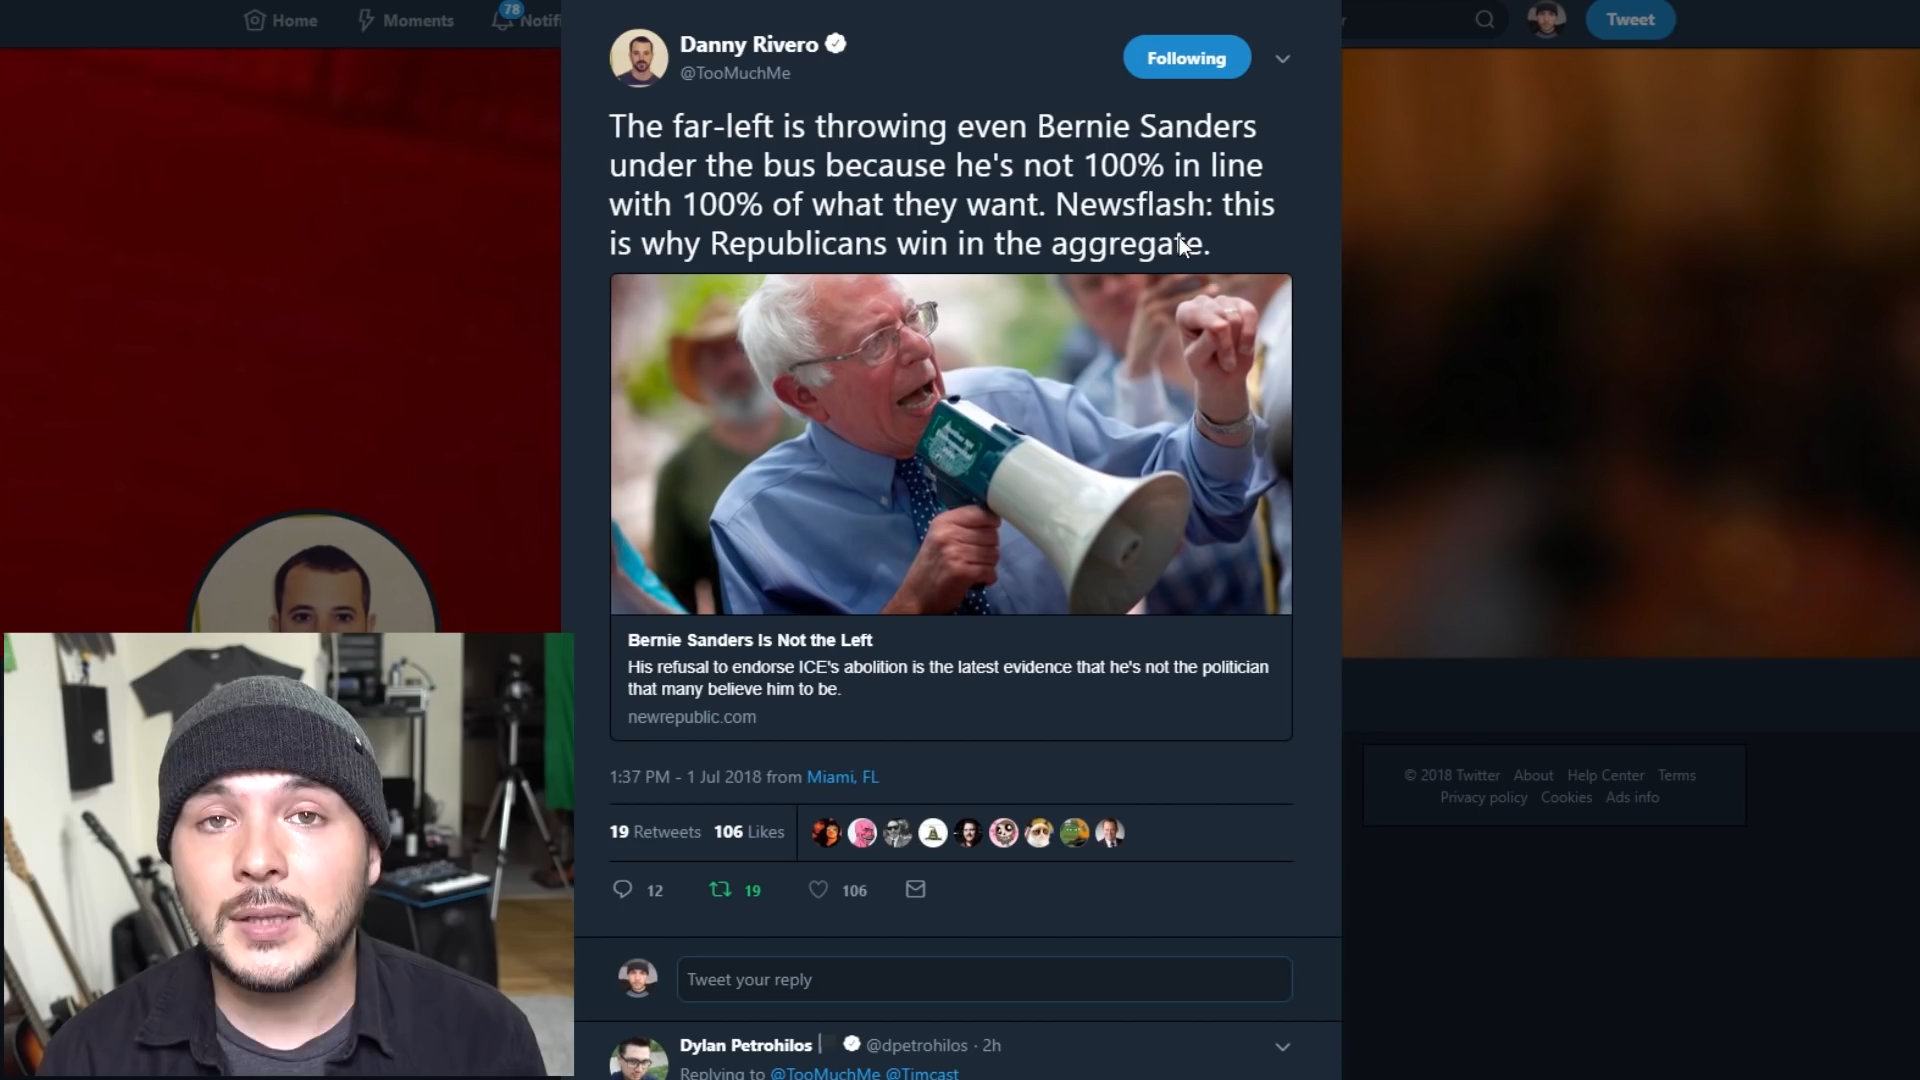 Home
Moments
78
Notifi
Tweet
Danny Rivero
@TooMuchMe
Following
The far-left is throwing even Bernie Sanders
under the bus because he's not 100% in line
with 100% of what they want. Newsflash: this
is why Republicans win in the aggregate.
Bernie Sanders Is Not the Left
His refusal to endorse ICE's abolition is the latest evidence that he's not the politician
that many believe him to be.
newrepublic.com
1:37 PM - 1 Jul 2018 from Miami, FL
19 Retweets 106 Likes
12 19 106
Tweet your reply
Dylan Petrohilos @dpetrohilos · 2h
Replying to @TooMuchMe @Timcast
© 2018 Twitter About Help Center Terms
Privacy policy Cookies Ads info